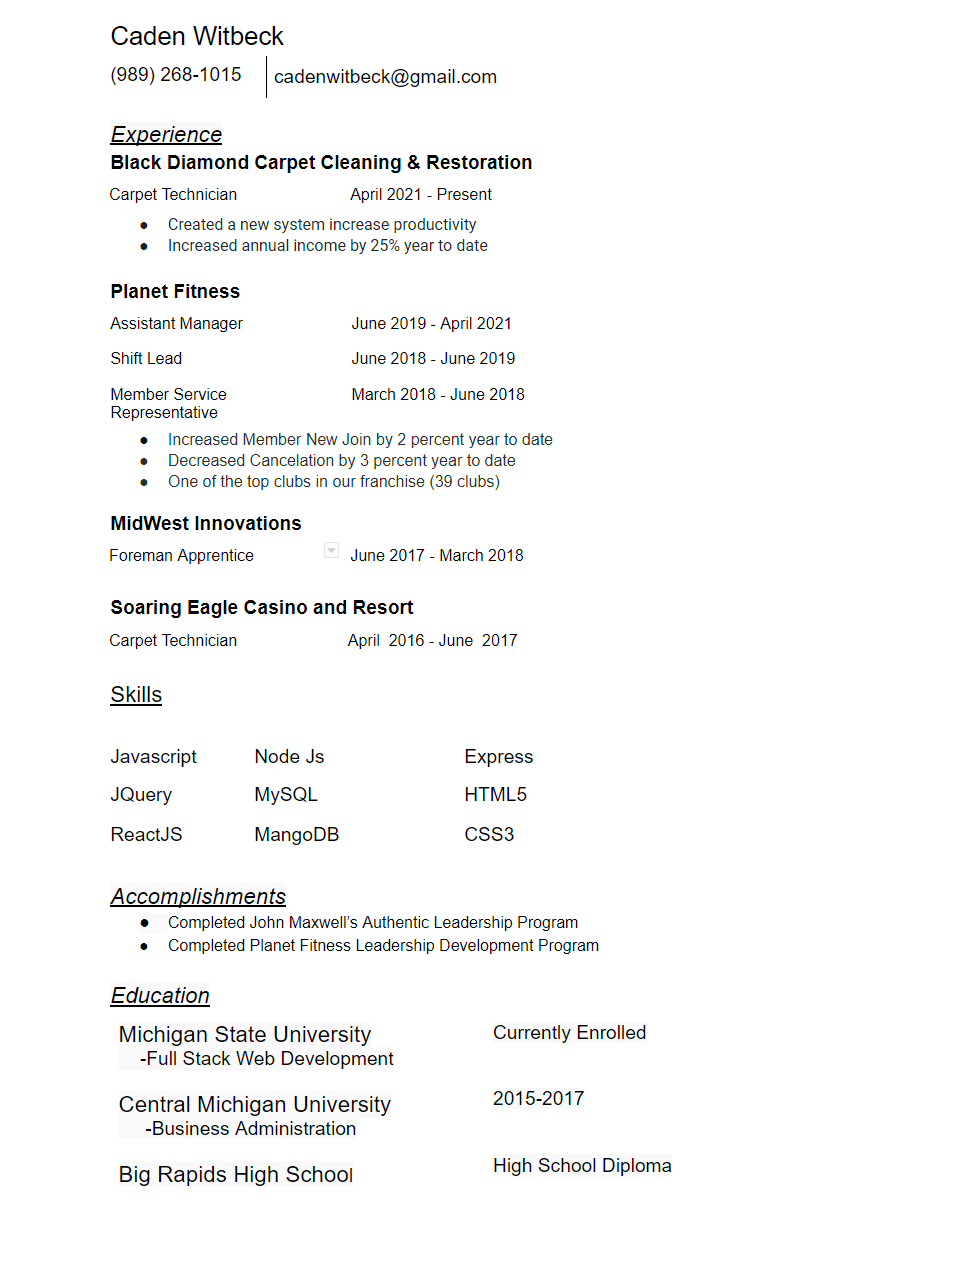 Caden Witbeck
(989) 268-1015 cadenwitbeck@gmail.com
Experience
Black Diamond Carpet Cleaning & Restoration
Carpet Technician April 2021 - Present
● Created a new system increase productivity
● Increased annual income by 25% year to date
Planet Fitness
Assistant Manager June 2019 - April 2021
Shift Lead June 2018 - June 2019
Member Service March 2018 - June 2018
Representative
● Increased Member New Join by 2 percent year to date
● Decreased Cancelation by 3 percent year to date
● One of the top clubs in our franchise (39 clubs)
MidWest Innovations
Foreman Apprentice June 2017 - March 2018
Soaring Eagle Casino and Resort
Carpet Technician April 2016 - June 2017
Skills
Javascript Node Js Express
JQuery MySQL HTML5
ReactJS MangoDB CSS3
Accomplishments
● Completed John Maxwell's Authentic Leadership Program
● Completed Planet Fitness Leadership Development Program
Education
Michigan State University Currently Enrolled
-Full Stack Web Development
Central Michigan University 2015-2017
-Business Administration
Big Rapids High School High School Diploma